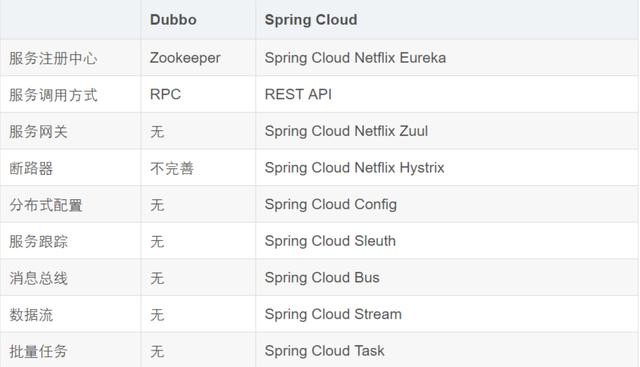 Dubbo Spring Cloud
服务注册中心 Zookeeper Spring Cloud Netflix Eureka
服务调用方式 RPC REST API
服务网关 无 Spring Cloud Netflix Zuul
断路器 不完善 Spring Cloud Netflix Hystrix
分布式配置 无 Spring Cloud Config
服务跟踪 无 Spring Cloud Sleuth
消息总线 无 Spring Cloud Bus
数据流 无 Spring Cloud Stream
批量任务 无 Spring Cloud Task